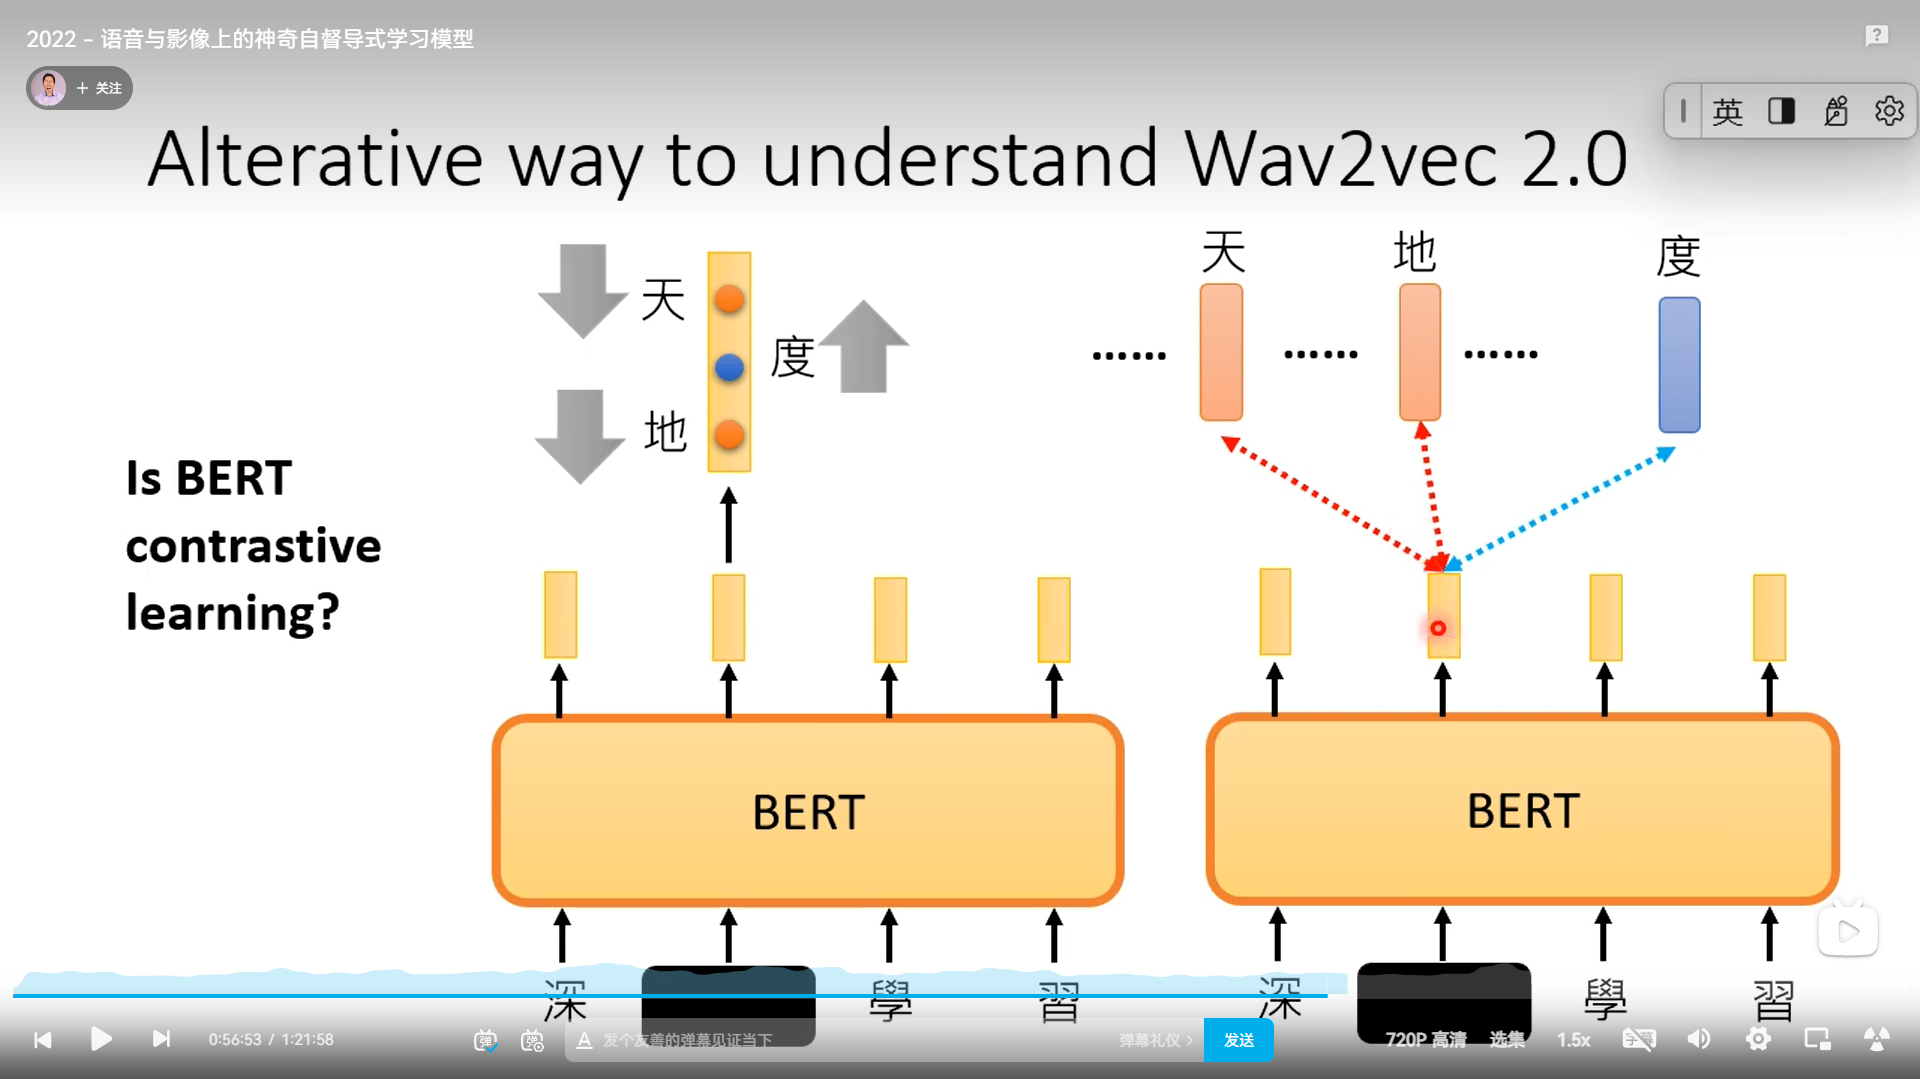 2022 - 语音与影像上的神奇自督导式学习模型
+ 关注
英
Alterative way to understand Wav2vec 2.0
天
度
地
天
地
度
......
......
......
Is BERT
contrastive
learning?
BERT
BERT
深
學
習
深
學
習
0:56:53 / 1:21:58
弹
弹
A
发个友善的弹幕见证当下
弹幕礼仪 >
发送
720P 高清
选集
1.5x
字幕